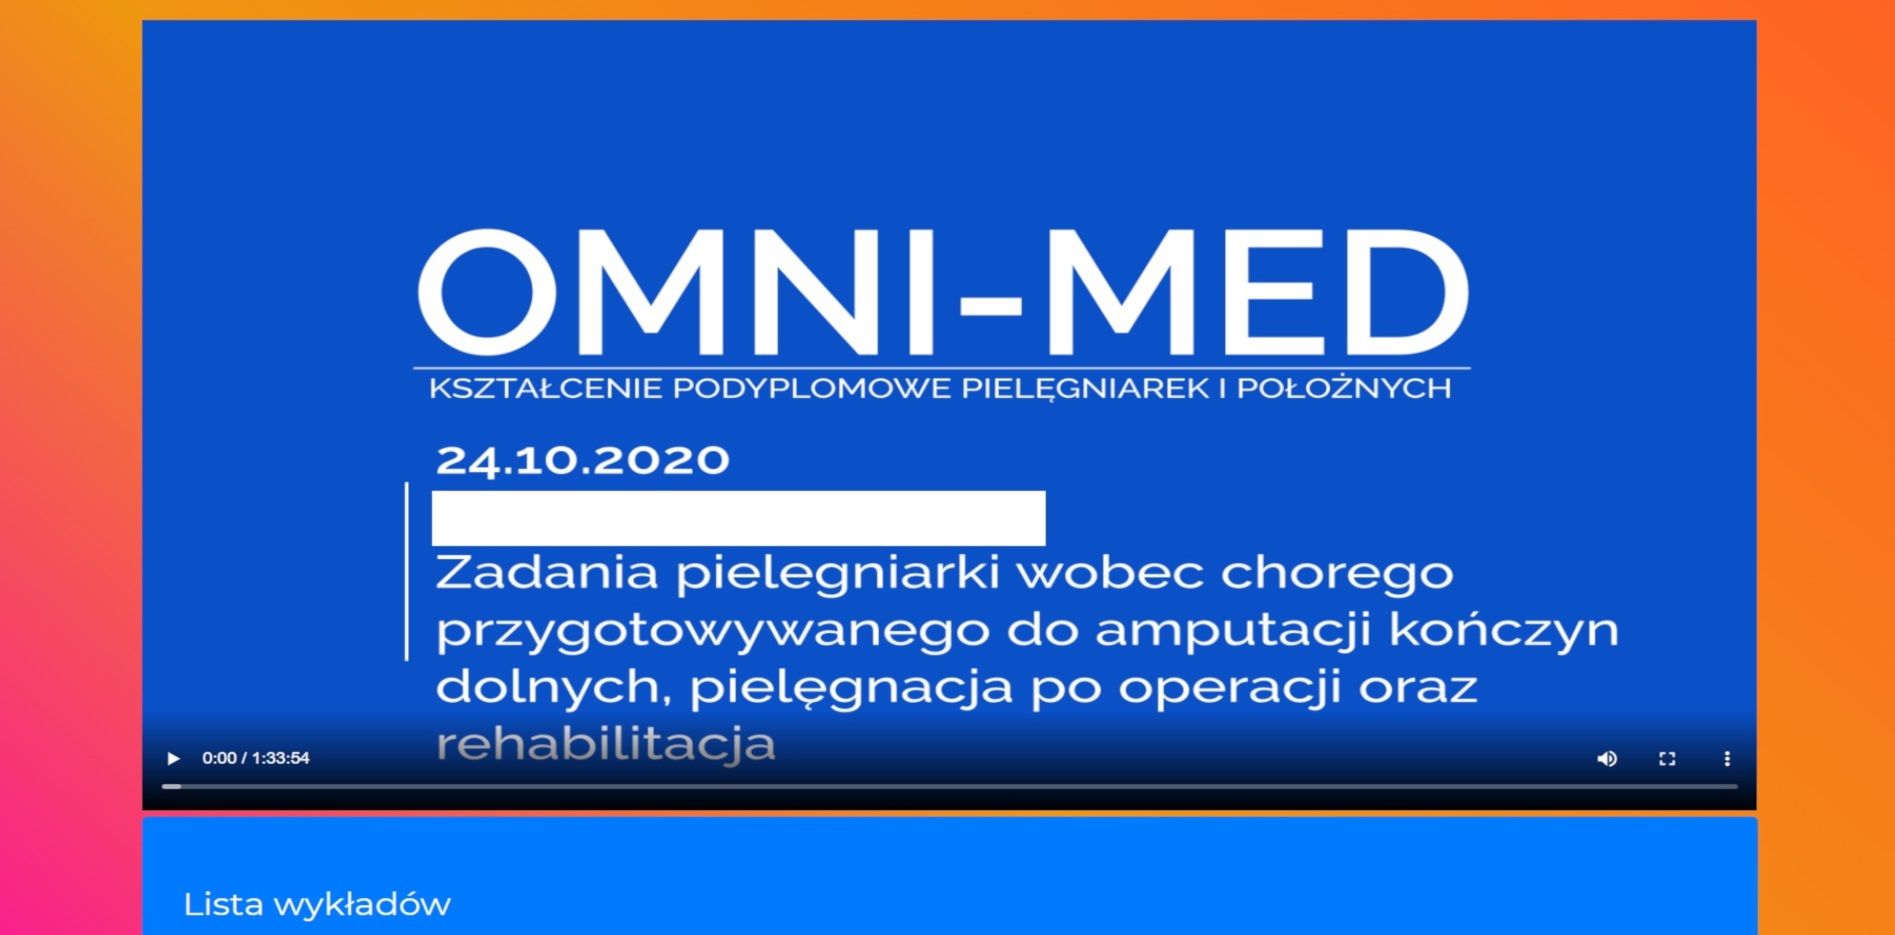 OMNI-MED
KSZTAŁCENIE PODYPLOMOWE PIELĘGNIAREK I POŁOŻNYCH
24.10.2020
Zadania pielegniarki wobec chorego
przygotowywanego do amputacji kończyn
dolnych, pielęgnacja po operacji oraz
rehabilitacja
0:00 / 1:33:54
Lista wykładów